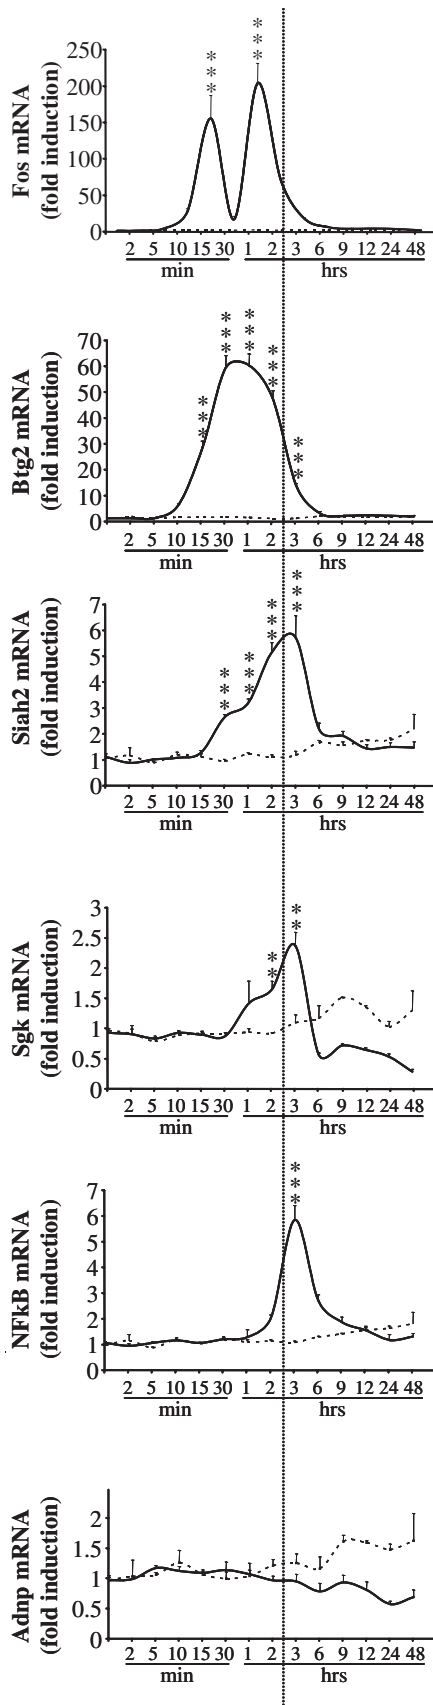 Fos mRNA
(fold induction)
250
200
150
100
50
0
***
***
2 5 10 15 30 1 2 3 6 9 12 24 48
min hrs
Btg2 mRNA
(fold induction)
70
60
50
40
30
20
10
0
***
***
***
***
***
2 5 10 15 30 1 2 3 6 9 12 24 48
min hrs
Siah2 mRNA
(fold induction)
7
6
5
4
3
2
1
0
***
***
***
***
2 5 10 15 30 1 2 3 6 9 12 24 48
min hrs
Sgk mRNA
(fold induction)
3
2.5
2
1.5
1
0.5
0
**
**
2 5 10 15 30 1 2 3 6 9 12 24 48
min hrs
NFkB mRNA
(fold induction)
7
6
5
4
3
2
1
0
***
2 5 10 15 30 1 2 3 6 9 12 24 48
min hrs
Adnp mRNA
(fold induction)
2
1.5
1
0.5
0
2 5 10 15 30 1 2 3 6 9 12 24 48
min hrs